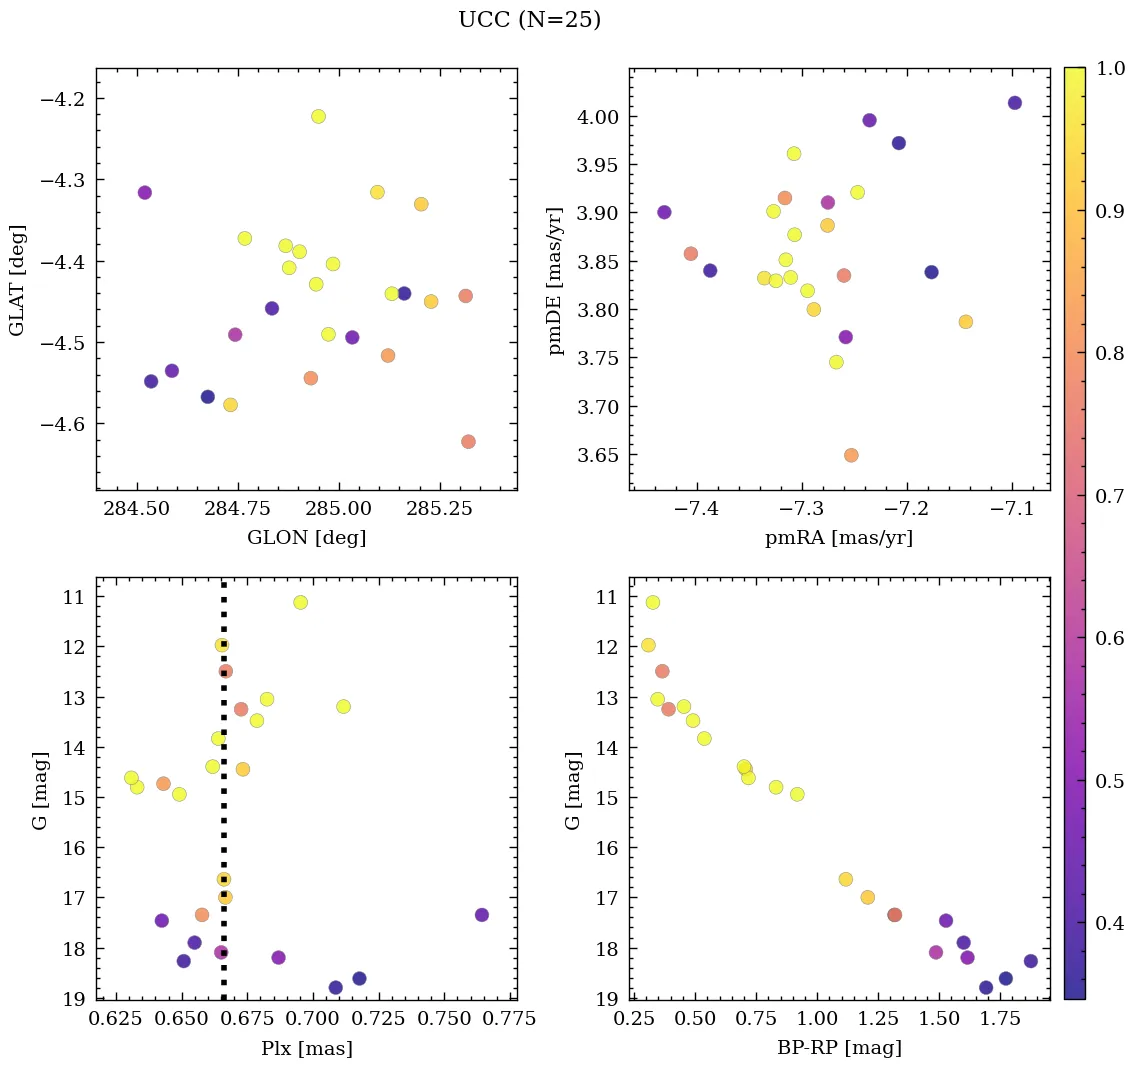 UCC (N=25)
−4.2
−4.3
−4.4
−4.5
−4.6
GLAT [deg]
284.50 284.75 285.00 285.25
GLON [deg]
4.00
3.95
3.90
3.85
3.80
3.75
3.70
3.65
pmDE [mas/yr]
−7.4 −7.3 −7.2 −7.1
pmRA [mas/yr]
11
12
13
14
15
16
17
18
19
G [mag]
0.625 0.650 0.675 0.700 0.725 0.750 0.775
Plx [mas]
11
12
13
14
15
16
17
18
19
G [mag]
0.25 0.50 0.75 1.00 1.25 1.50 1.75
BP-RP [mag]
1.0
0.9
0.8
0.7
0.6
0.5
0.4